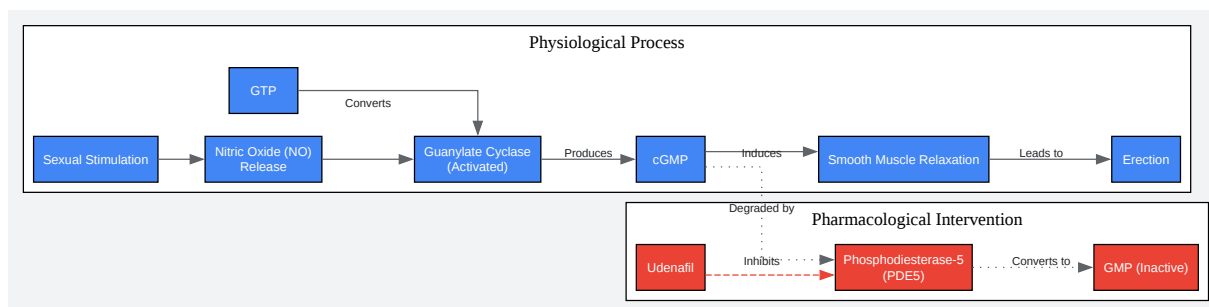 Physiological Process
GTP
Converts
Sexual Stimulation
Nitric Oxide (NO)
Release
Guanylate Cyclase
(Activated)
Produces
cGMP
Induces
Smooth Muscle Relaxation
Leads to
Erection
Degraded by
Pharmacological Intervention
Udenafil
Inhibits
Phosphodiesterase-5
(PDE5)
Converts to
GMP (Inactive)